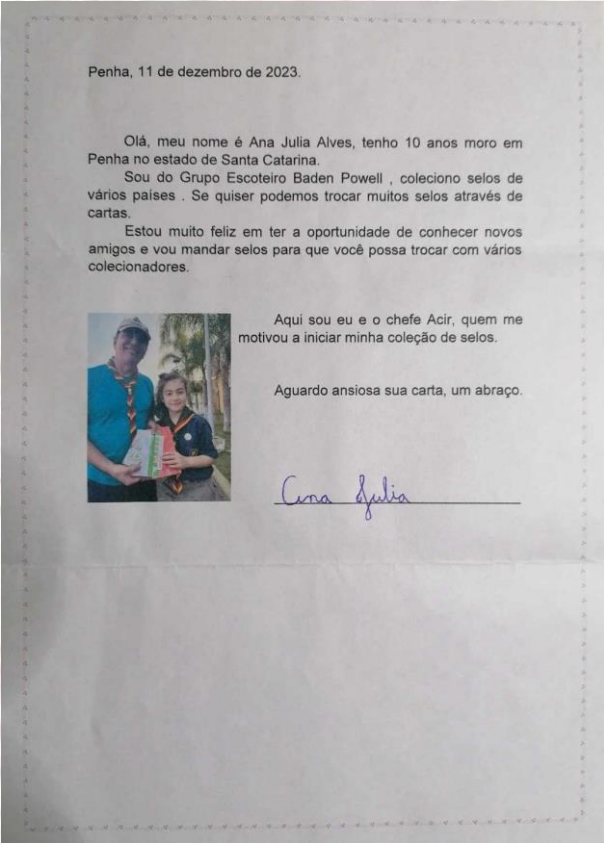 Penha, 11 de dezembro de 2023.
Olá, meu nome é Ana Julia Alves, tenho 10 anos moro em
Penha no estado de Santa Catarina.
Sou do Grupo Escoteiro Baden Powell , coleciono selos de
vários países . Se quiser podemos trocar muitos selos através de
cartas.
Estou muito feliz em ter a oportunidade de conhecer novos
amigos e vou mandar selos para que você possa trocar com vários
colecionadores.
Aqui sou eu e o chefe Acir, quem me
motivou a iniciar minha coleção de selos.
Aguardo ansiosa sua carta, um abraço.
Ana Julia